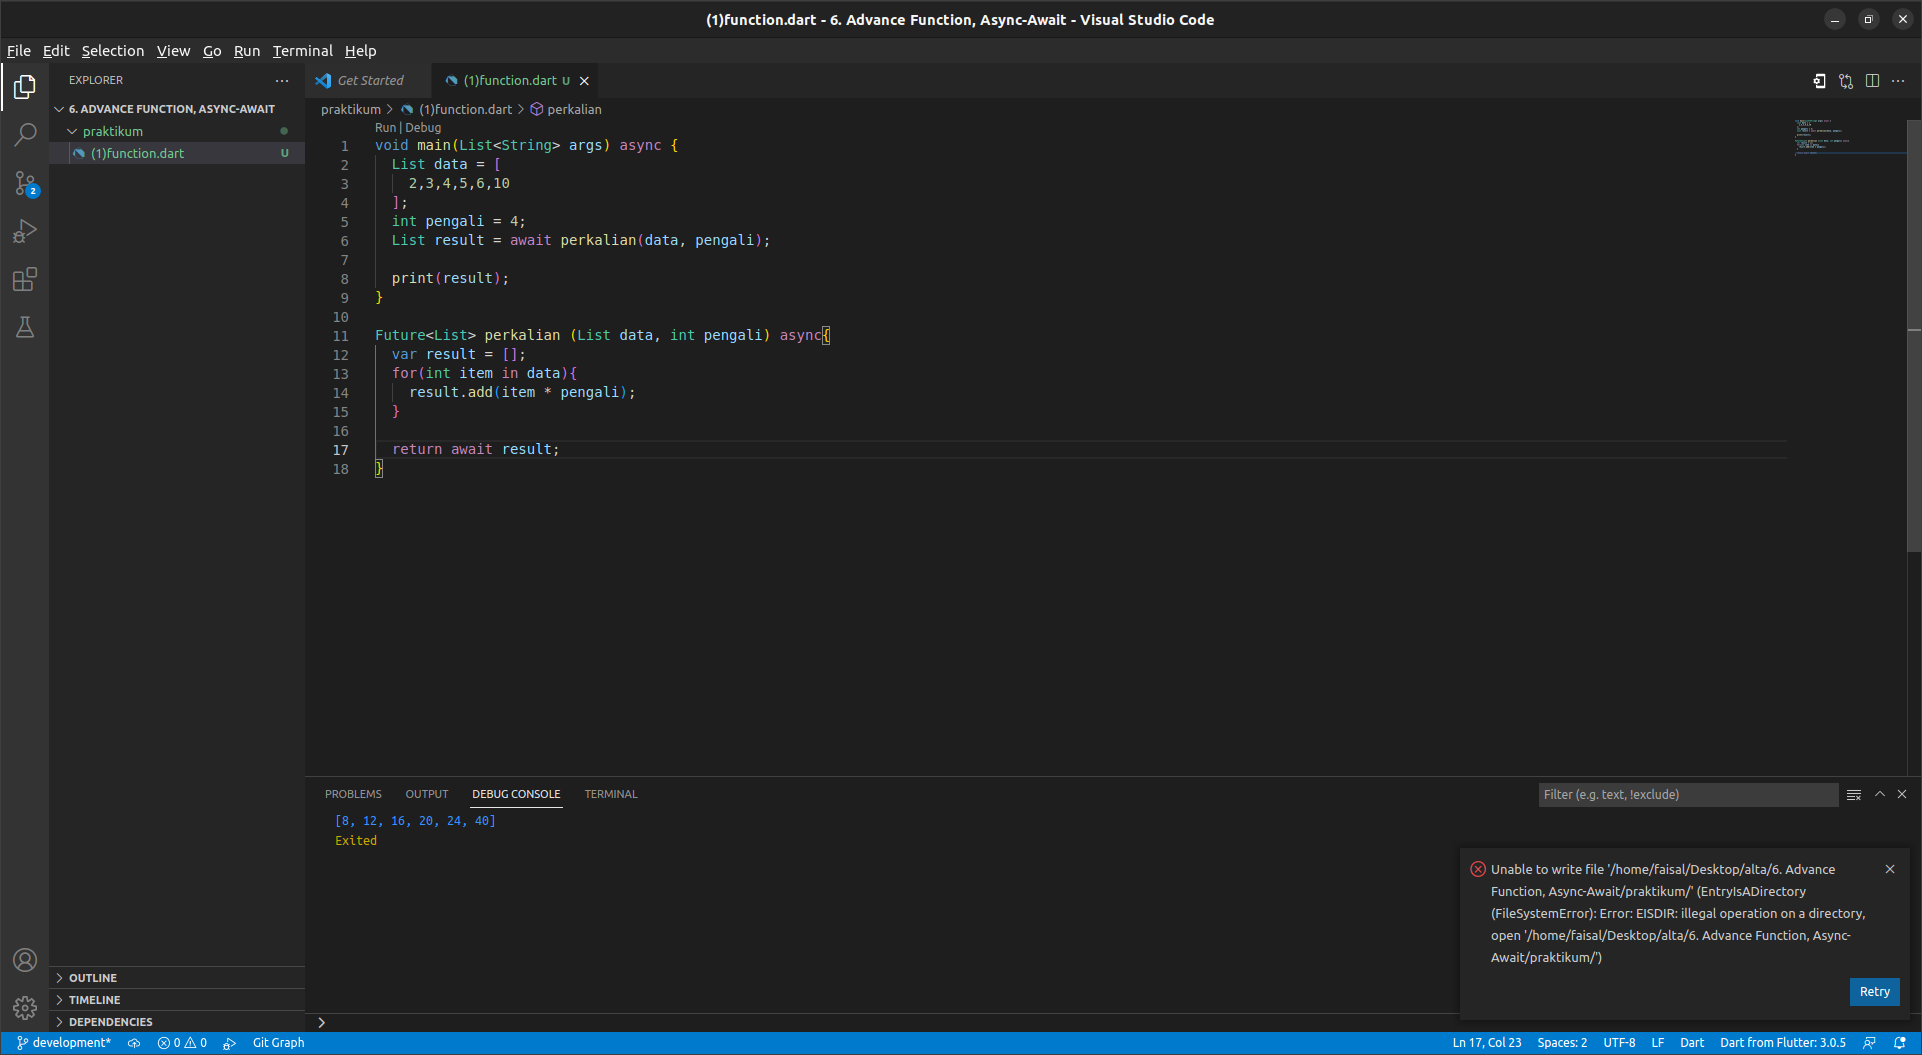 (1)function.dart - 6. Advance Function, Async-Await - Visual Studio Code
File Edit Selection View Go Run Terminal Help
EXPLORER
6. ADVANCE FUNCTION, ASYNC-AWAIT
praktikum
(1)function.dart U
2
Get Started
(1)function.dart U
praktikum > (1)function.dart > perkalian
Run | Debug
1 void main(List<String> args) async {
2 List data = [
3 2,3,4,5,6,10
4 ];
5 int pengali = 4;
6 List result = await perkalian(data, pengali);
7
8 print(result);
9 }
10
11 Future<List> perkalian (List data, int pengali) async{
12 var result = [];
13 for(int item in data){
14 result.add(item * pengali);
15 }
16
17 return await result;
18 }
PROBLEMS OUTPUT DEBUG CONSOLE TERMINAL
Filter (e.g. text, !exclude)
[8, 12, 16, 20, 24, 40]
Exited
Unable to write file '/home/faisal/Desktop/alta/6. Advance
Function, Async-Await/praktikum/' (EntryIsADirectory
(FileSystemError): Error: EISDIR: illegal operation on a directory,
open '/home/faisal/Desktop/alta/6. Advance Function, Async-
Await/praktikum/')
Retry
OUTLINE
TIMELINE
DEPENDENCIES
development* 0 0 Git Graph
Ln 17, Col 23 Spaces: 2 UTF-8 LF Dart Dart from Flutter: 3.0.5